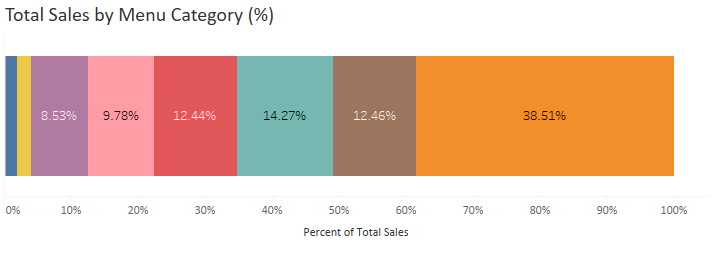 Total Sales by Menu Category (%)
8.53% 9.78% 12.44% 14.27% 12.46% 38.51%
0% 10% 20% 30% 40% 50% 60% 70% 80% 90% 100%
Percent of Total Sales